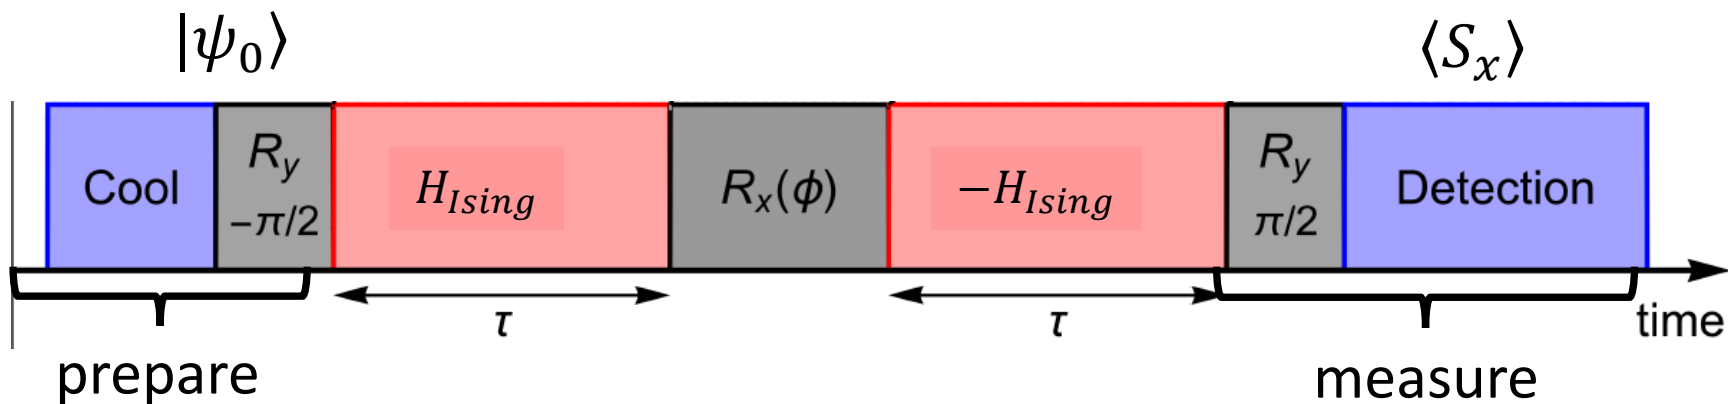 |ψ₀⟩
⟨Sₓ⟩
Cool
R_y
−π/2
H_Ising
Rₓ(ϕ)
−H_Ising
R_y
π/2
Detection
τ
τ
time
prepare
measure